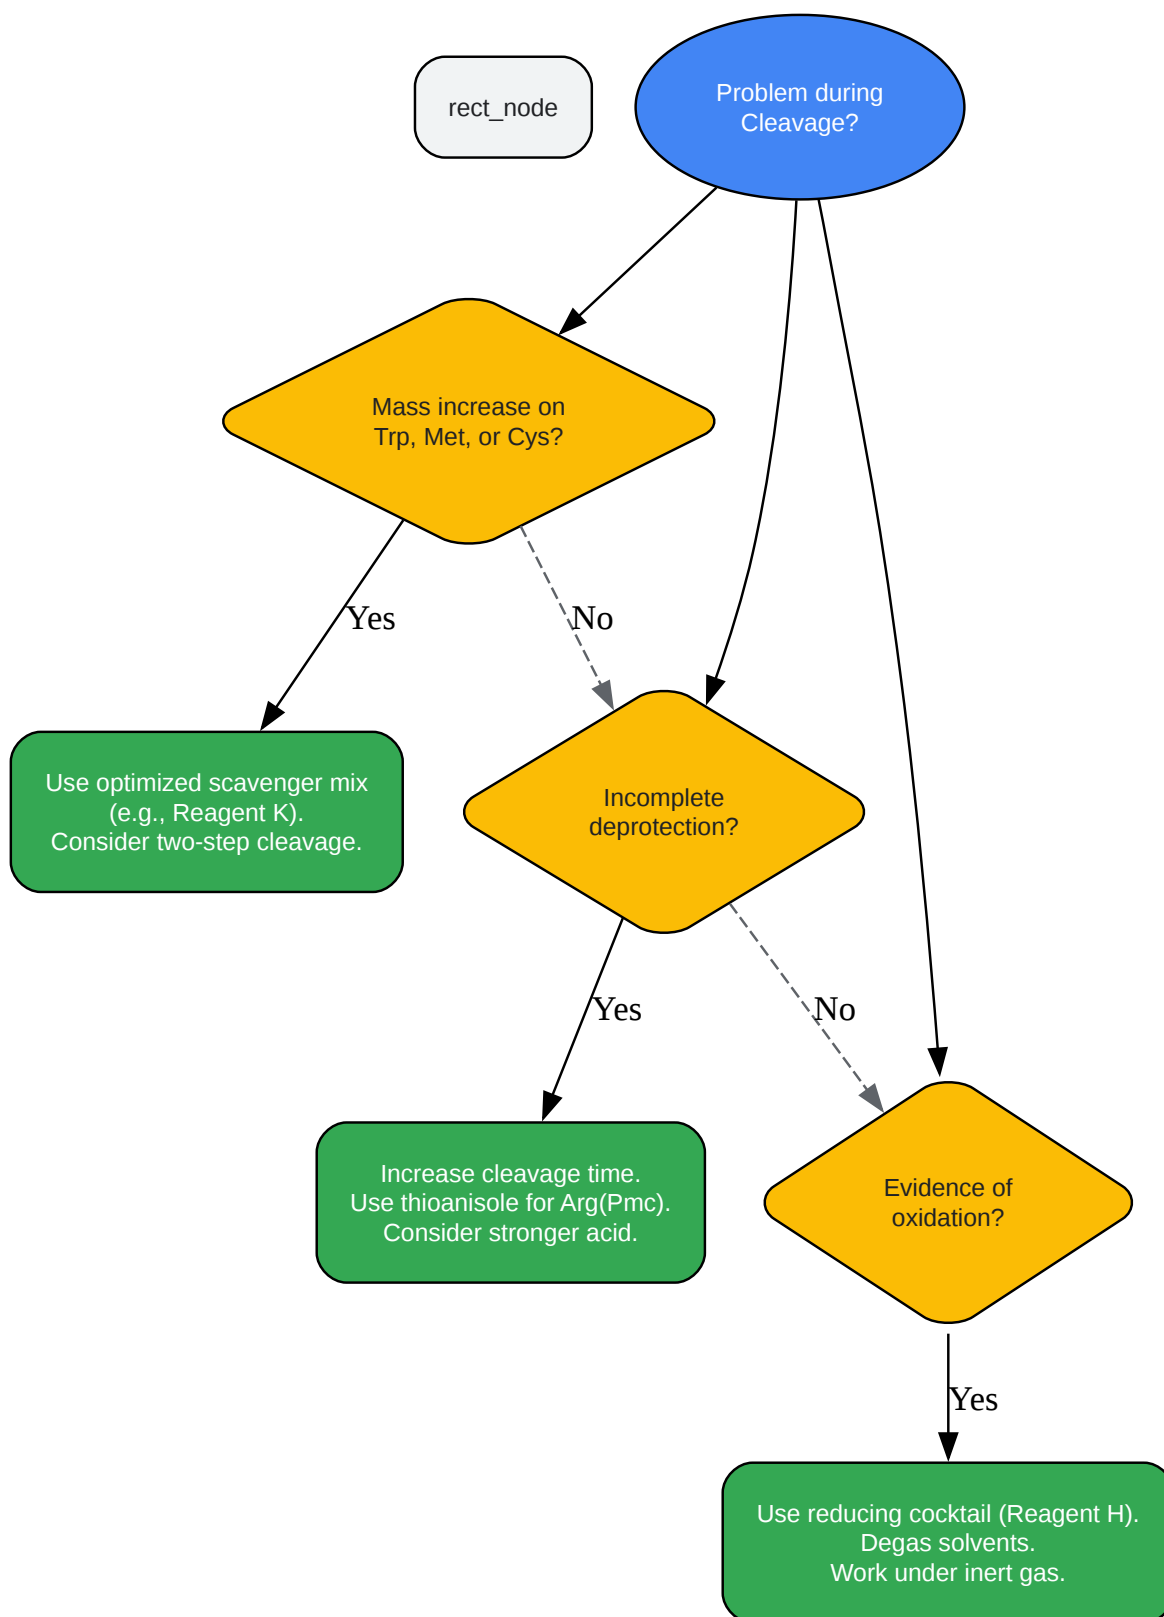 rect_node
Problem during
Cleavage?
Mass increase on
Trp, Met, or Cys?
Yes
No
Use optimized scavenger mix
(e.g., Reagent K).
Consider two-step cleavage.
Incomplete
deprotection?
Yes
No
Increase cleavage time.
Use thioanisole for Arg(Pmc).
Consider stronger acid.
Evidence of
oxidation?
Yes
Use reducing cocktail (Reagent H).
Degas solvents.
Work under inert gas.